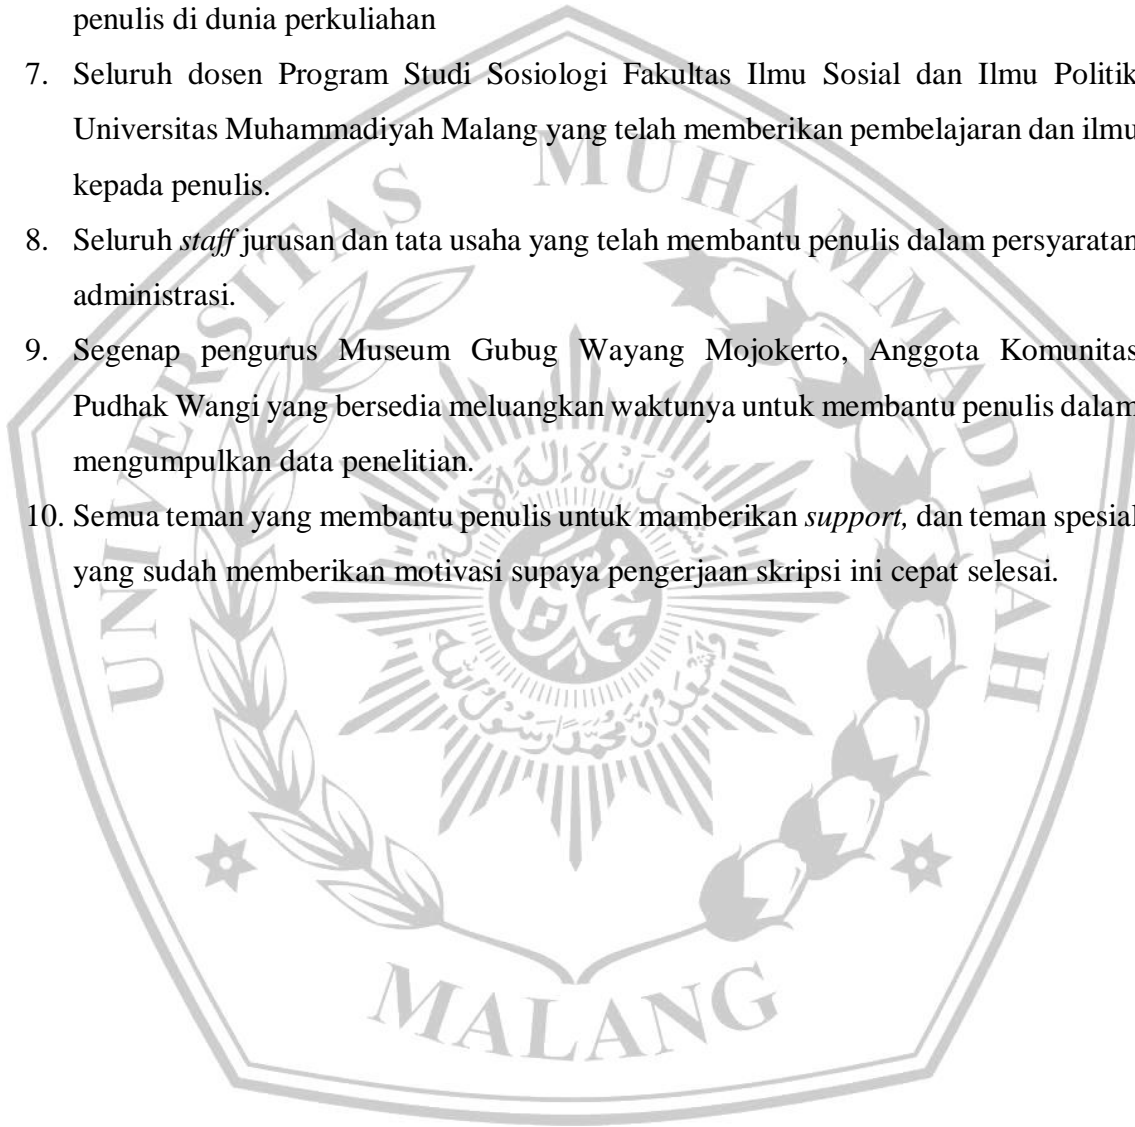 penulis di dunia perkuliahan
7. Seluruh dosen Program Studi Sosiologi Fakultas Ilmu Sosial dan Ilmu Politik
Universitas Muhammadiyah Malang yang telah memberikan pembelajaran dan ilmu
kepada penulis.
8. Seluruh staff jurusan dan tata usaha yang telah membantu penulis dalam persyaratan
administrasi.
9. Segenap pengurus Museum Gubug Wayang Mojokerto, Anggota Komunitas
Pudhak Wangi yang bersedia meluangkan waktunya untuk membantu penulis dalam
mengumpulkan data penelitian.
10. Semua teman yang membantu penulis untuk mamberikan support, dan teman spesial
yang sudah memberikan motivasi supaya pengerjaan skripsi ini cepat selesai.
UNIVERSITAS MUHAMMADIYAH
MALANG